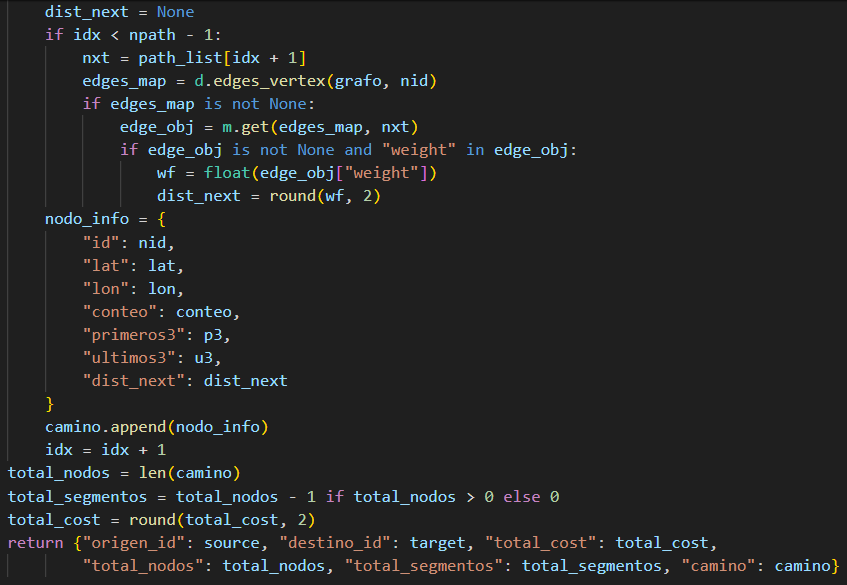 dist_next = None
if idx < npath - 1:
nxt = path_list[idx + 1]
edges_map = d.edges_vertex(grafo, nid)
if edges_map is not None:
edge_obj = m.get(edges_map, nxt)
if edge_obj is not None and "weight" in edge_obj:
wf = float(edge_obj["weight"])
dist_next = round(wf, 2)
nodo_info = {
"id": nid,
"lat": lat,
"lon": lon,
"conteo": conteo,
"primeros3": p3,
"ultimos3": u3,
"dist_next": dist_next
}
camino.append(nodo_info)
idx = idx + 1
total_nodos = len(camino)
total_segmentos = total_nodos - 1 if total_nodos > 0 else 0
total_cost = round(total_cost, 2)
return {"origen_id": source, "destino_id": target, "total_cost": total_cost,
"total_nodos": total_nodos, "total_segmentos": total_segmentos, "camino": camino}